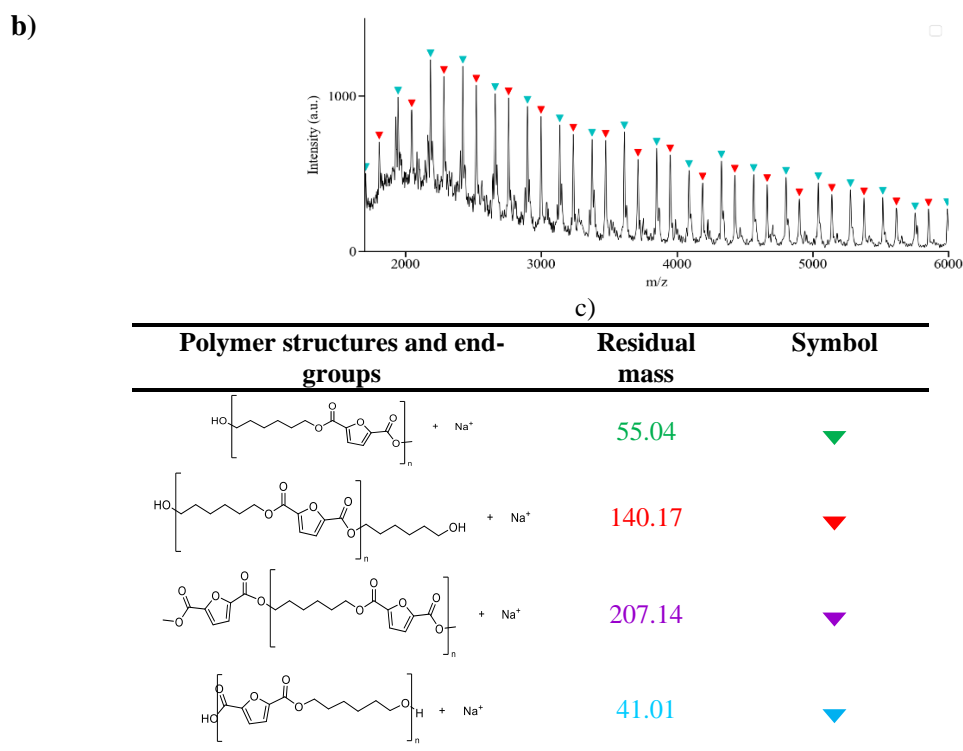 b)
Intensity (a.u.)
1000
0
2000
3000
4000
5000
6000
m/z
c)
Polymer structures and end-
groups
Residual
mass
Symbol
HO
O
O
O
O
O
n
+ Na⁺
55.04
HO
O
O
O
O
O
n
OH
+ Na⁺
140.17
O
O
O
O
O
O
O
O
O
O
n
+ Na⁺
207.14
O
HO
O
O
O
O
H
n
+ Na⁺
41.01